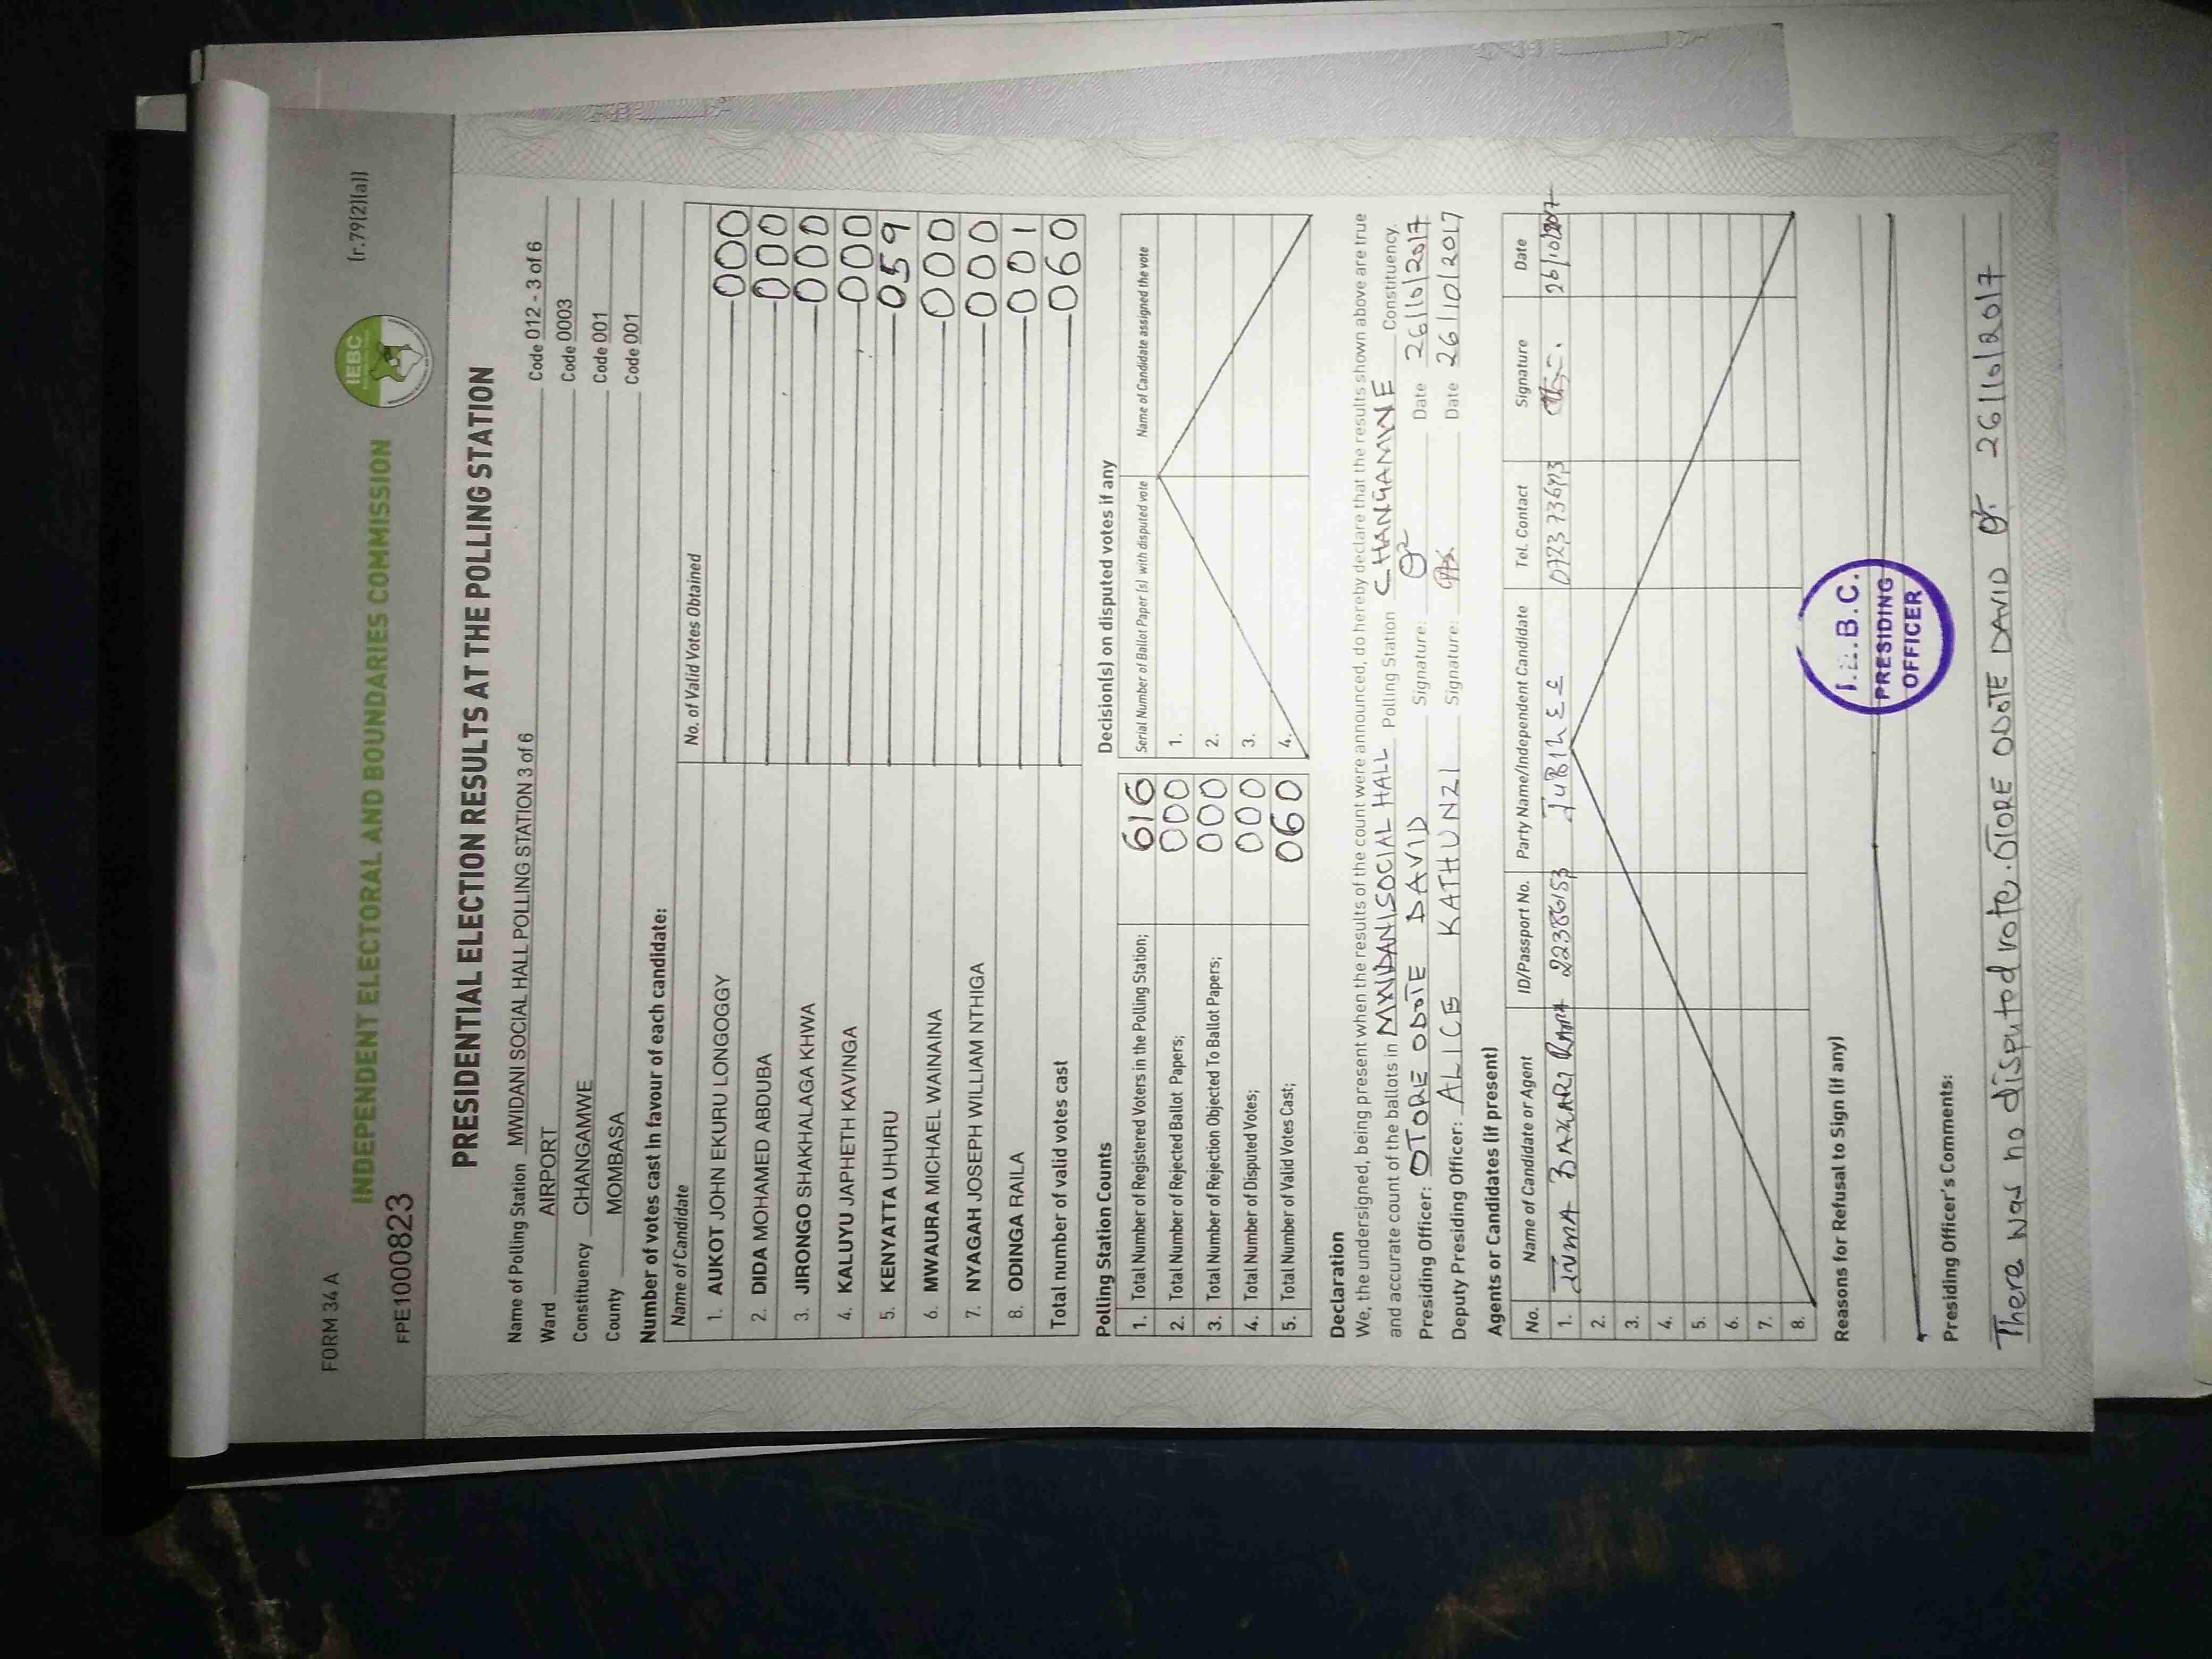 FORM 34 A
(r.79(2)(a))
IEBC
INDEPENDENT ELECTORAL AND BOUNDARIES COMMISSION
FPE1000823
PRESIDENTIAL ELECTION RESULTS AT THE POLLING STATION
Name of Polling Station MWIDANI SOCIAL HALL POLLING STATION 3 of 6 Code 012 - 3 of 6
Ward AIRPORT Code 0003
Constituency CHANGAMWE Code 001
County MOMBASA Code 001
Number of votes cast in favour of each candidate:
Name of Candidate No. of Valid Votes Obtained
1. AUKOT JOHN EKURU LONGOGGY 000
2. DIDA MOHAMED ABDUBA 000
3. JIRONGO SHAKHALAGA KHWA 000
4. KALUYU JAPHETH KAVINGA 000
5. KENYATTA UHURU 059
6. MWAURA MICHAEL WAINAINA 000
7. NYAGAH JOSEPH WILLIAM NTHIGA 000
8. ODINGA RAILA 001
Total number of valid votes cast 060
Polling Station Counts
1. Total Number of Registered Voters in the Polling Station; 616
2. Total Number of Rejected Ballot Papers; 000
3. Total Number of Rejection Objected To Ballot Papers; 000
4. Total Number of Disputed Votes; 000
5. Total Number of Valid Votes Cast; 060
Decision(s) on disputed votes if any
Serial Number of Ballot Paper (s) with disputed vote Name of Candidate assigned the vote
1.
2.
3.
4.
Declaration
We, the undersigned, being present when the results of the count were announced, do hereby declare that the results shown above are true
and accurate count of the ballots in MWIDANI SOCIAL HALL Polling Station CHANGAMWE Constituency.
Presiding Officer: OTORE ODOTE DAVID Signature: Date 26/10/2017
Deputy Presiding Officer: ALICE KATHUNZI Signature: Date 26/10/2017
Agents or Candidates (if present)
No. Name of Candidate or Agent ID/Passport No. Party Name/Independent Candidate Tel. Contact Signature Date
1. JUMA BAKARI 22386153 JUBILEE 26/10/2017
2.
3.
4.
5.
6.
7.
8.
Reasons for Refusal to Sign (if any)
I.E.B.C.
PRESIDING
OFFICER
Presiding Officer's Comments:
There was no disputed vote. OTORE ODOTE DAVID 26/10/2017